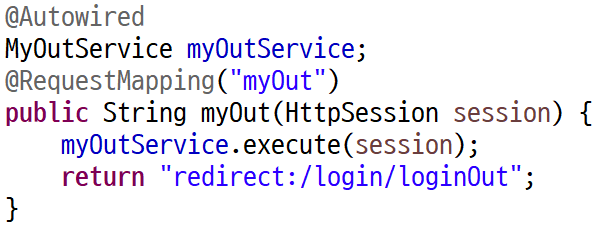 @Autowired
MyOutService myOutService;
@RequestMapping("myOut")
public String myOut(HttpSession session) {
    myOutService.execute(session);
    return "redirect:/login/loginOut";
}